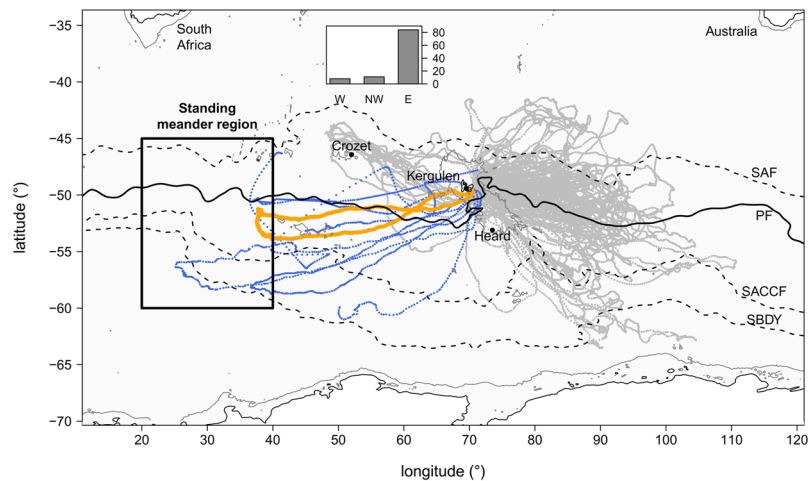 −35
−40
−45
−50
−55
−60
−65
−70
latitude (°)
South
Africa
Australia
80
60
40
20
0
W NW E
Standing
meander region
Crozet
Kergulen
Heard
SAF
PF
SACCF
SBDY
20 30 40 50 60 70 80 90 100 110 120
longitude (°)